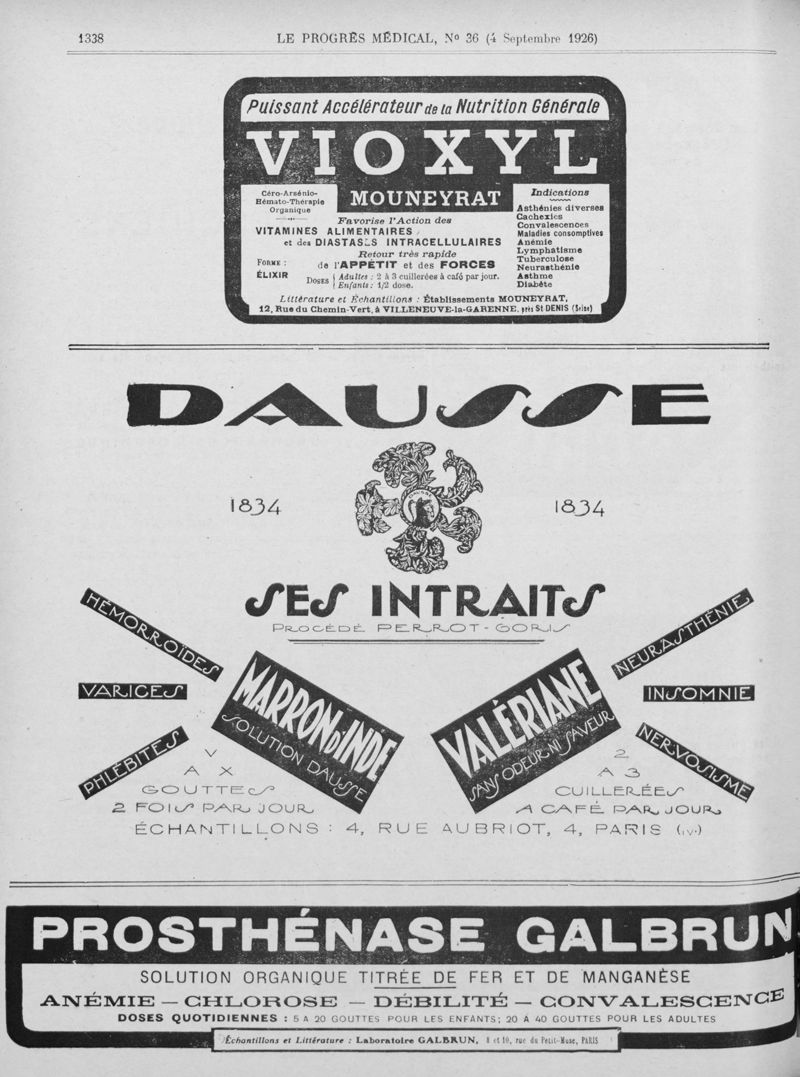 1338
LE PROGRÈS MÉDICAL, No 36 (4 Septembre 1926)
Puissant Accélérateur de la Nutrition Générale
VIOXYL
MOUNEYRAT
Céro-Arsénio-
Hémato-Thérapie
Organique
Favorise l'Action des
VITAMINES ALIMENTAIRES
et des DIASTASES INTRACELLULAIRES
Retour très rapide
de l'APPÉTIT et des FORCES
FORME :
ÉLIXIR
DOSES
Adultes : 2 à 3 cuillerées à café par jour.
Enfants : 1/2 dose.
Indications
Asthénies diverses
Cachexies
Convalescences
Maladies consomptives
Anémie
Lymphatisme
Tuberculose
Neurasthénie
Asthme
Diabète
Littérature et Échantillons : Établissements MOUNEYRAT,
12, Rue du Chemin-Vert, à VILLENEUVE-la-GARENNE, près St-DENIS (Seine)
DAUSSE
1834
1834
SES INTRAITS
PROCÉDÉ PERROT-GORIS
HÉMORROÏDES
VARICES
PHLÉBITES
MARRON D'INDE
SOLUTION DAUSSE
V
A X
GOUTTES
2 FOIS PAR JOUR
VALÉRIANE
SANS ODEUR NI SAVEUR
NEURASTHÉNIE
INSOMNIE
NERVOSISME
2
A 3
CUILLERÉES
A CAFÉ PAR JOUR
ÉCHANTILLONS : 4, RUE AUBRIOT, 4, PARIS (IV.)
PROSTHÉNASE GALBRUN
SOLUTION ORGANIQUE TITRÉE DE FER ET DE MANGANÈSE
ANÉMIE — CHLOROSE — DÉBILITÉ — CONVALESCENCE
DOSES QUOTIDIENNES : 5 A 20 GOUTTES POUR LES ENFANTS; 20 A 40 GOUTTES POUR LES ADULTES
Échantillons et Littérature : Laboratoire GALBRUN, 8 et 10, rue du Petit-Musc, PARIS